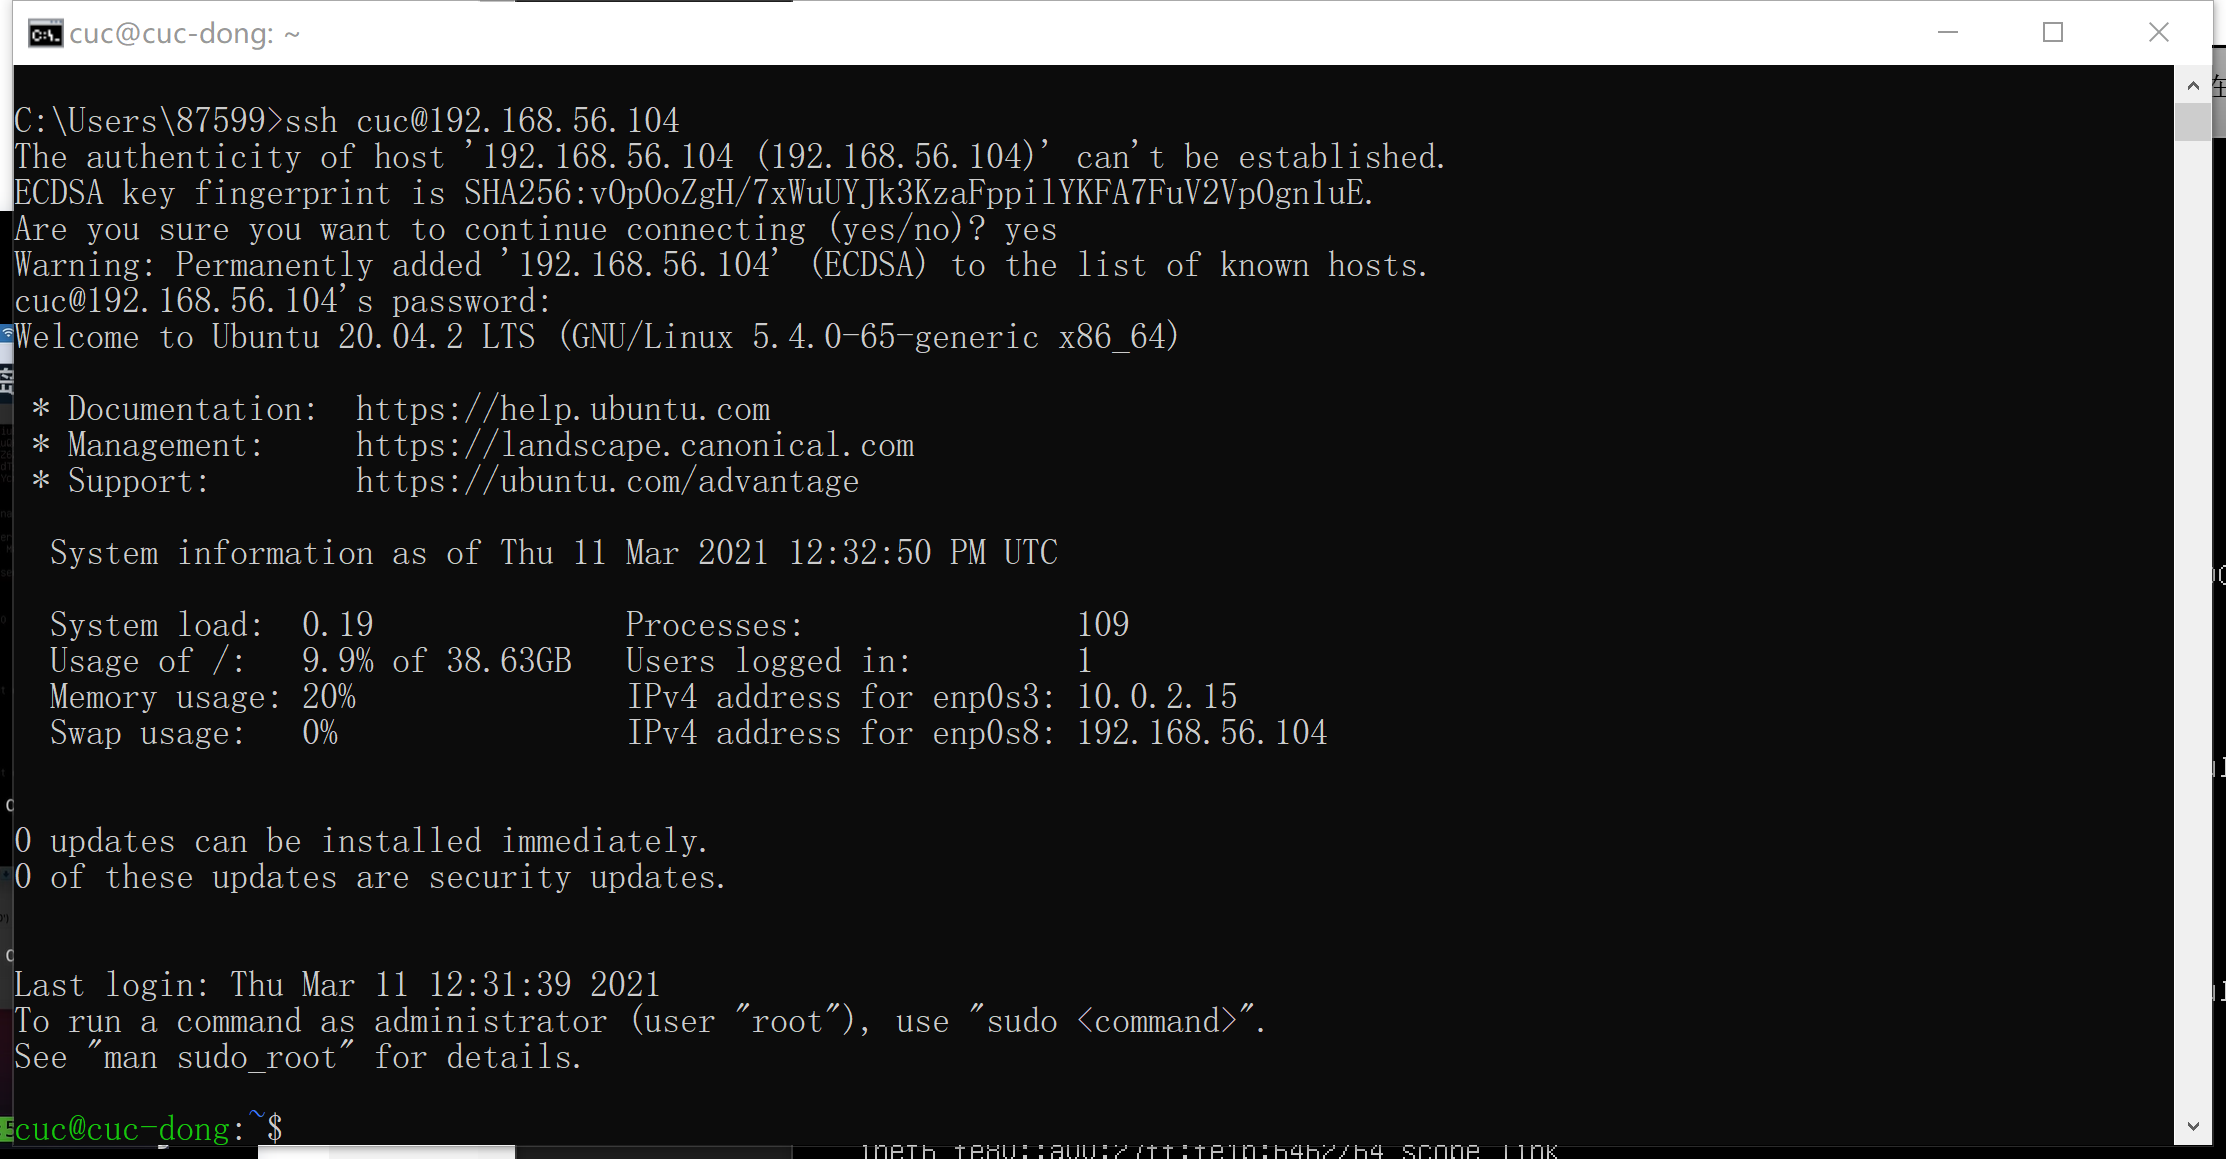 cuc@cuc-dong: ~
C:\Users\87599>ssh cuc@192.168.56.104
The authenticity of host '192.168.56.104 (192.168.56.104)' can't be established.
ECDSA key fingerprint is SHA256:vOpOoZgH/7xWuUYJk3KzaFppilYKFA7FuV2VpOgn1uE.
Are you sure you want to continue connecting (yes/no)? yes
Warning: Permanently added '192.168.56.104' (ECDSA) to the list of known hosts.
cuc@192.168.56.104's password:
Welcome to Ubuntu 20.04.2 LTS (GNU/Linux 5.4.0-65-generic x86_64)
* Documentation:  https://help.ubuntu.com
* Management:     https://landscape.canonical.com
* Support:        https://ubuntu.com/advantage
System information as of Thu 11 Mar 2021 12:32:50 PM UTC
System load:  0.19              Processes:               109
Usage of /:   9.9% of 38.63GB   Users logged in:         1
Memory usage: 20%               IPv4 address for enp0s3: 10.0.2.15
Swap usage:   0%                IPv4 address for enp0s8: 192.168.56.104
0 updates can be installed immediately.
0 of these updates are security updates.
Last login: Thu Mar 11 12:31:39 2021
To run a command as administrator (user "root"), use "sudo <command>".
See "man sudo_root" for details.
cuc@cuc-dong:~$